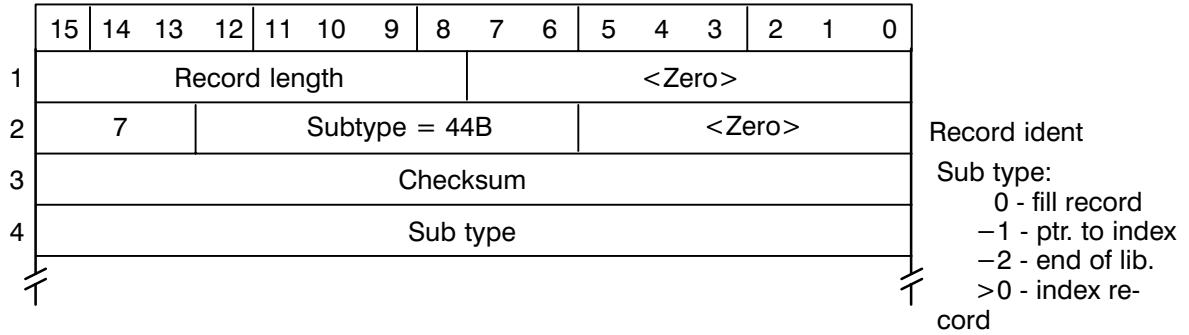 15 14 13 12 11 10 9 8 7 6 5 4 3 2 1 0
1 Record length <Zero>
2 7 Subtype = 44B <Zero> Record ident
3 Checksum Sub type:
0 - fill record
4 Sub type −1 - ptr. to index
−2 - end of lib.
>0 - index re-
cord